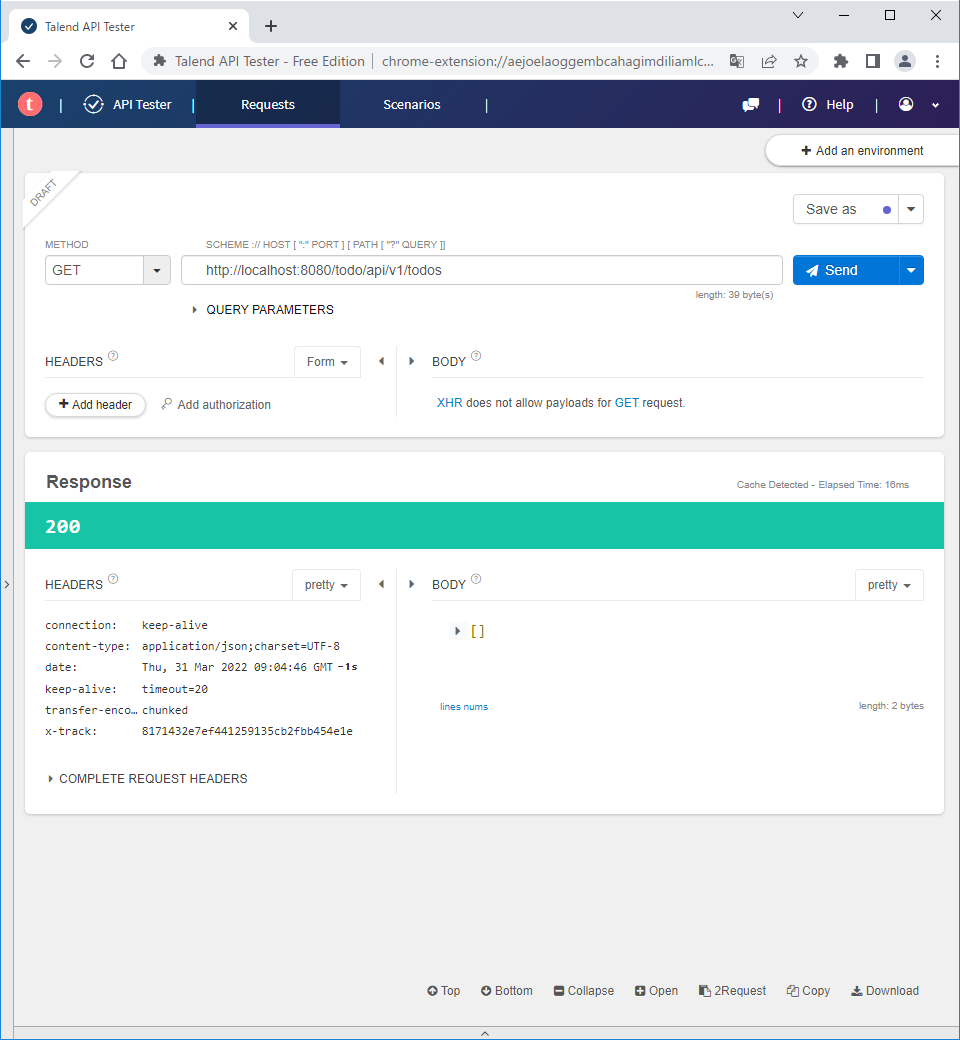 Talend API Tester
Talend API Tester - Free Edition | chrome-extension://aejoelaoggembcahagimdiliamlc...
t | API Tester | Requests Scenarios | | Help |
+ Add an environment
DRAFT
Save as
METHOD SCHEME :// HOST [ ":" PORT ] [ PATH [ "?" QUERY ]]
GET http://localhost:8080/todo/api/v1/todos Send
length: 39 byte(s)
QUERY PARAMETERS
HEADERS ? Form BODY ?
+ Add header Add authorization XHR does not allow payloads for GET request.
Response
Cache Detected - Elapsed Time: 16ms
200
HEADERS ? pretty BODY ? pretty
connection: keep-alive
[]
content-type: application/json;charset=UTF-8
date: Thu, 31 Mar 2022 09:04:46 GMT -1s
keep-alive: timeout=20
transfer-enco… chunked
lines nums length: 2 bytes
x-track: 8171432e7ef441259135cb2fbb454e1e
COMPLETE REQUEST HEADERS
Top Bottom Collapse Open 2Request Copy Download